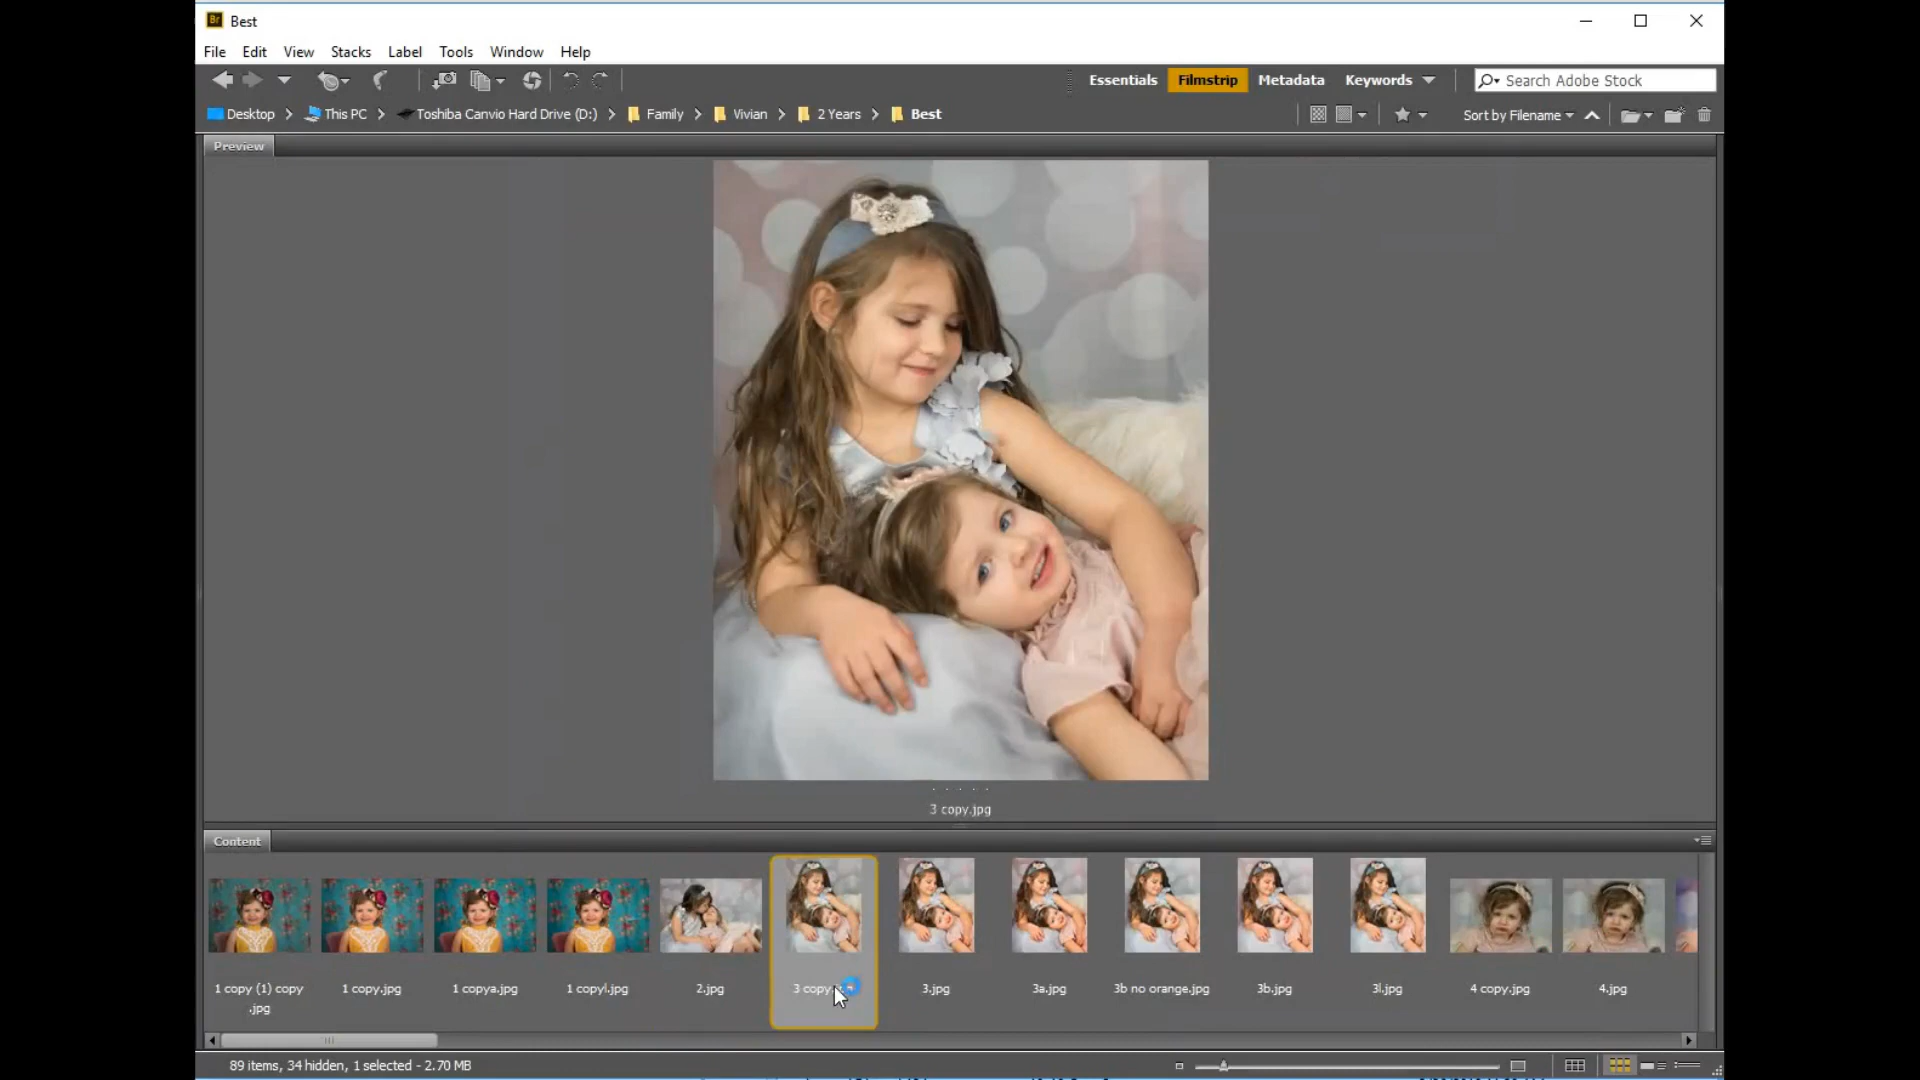 Br Best
File Edit View Stacks Label Tools Window Help
Essentials Filmstrip Metadata Keywords Search Adobe Stock
Desktop This PC Toshiba Canvio Hard Drive (D:) Family Vivian 2 Years Best Sort by Filename
Preview
3 copy.jpg
Content
1 copy (1) copy 1 copy.jpg 1 copya.jpg 1 copyl.jpg 2.jpg 3 copy. 3.jpg 3a.jpg 3b no orange.jpg 3b.jpg 3l.jpg 4 copy.jpg 4.jpg
.jpg
89 items, 34 hidden, 1 selected - 2.70 MB